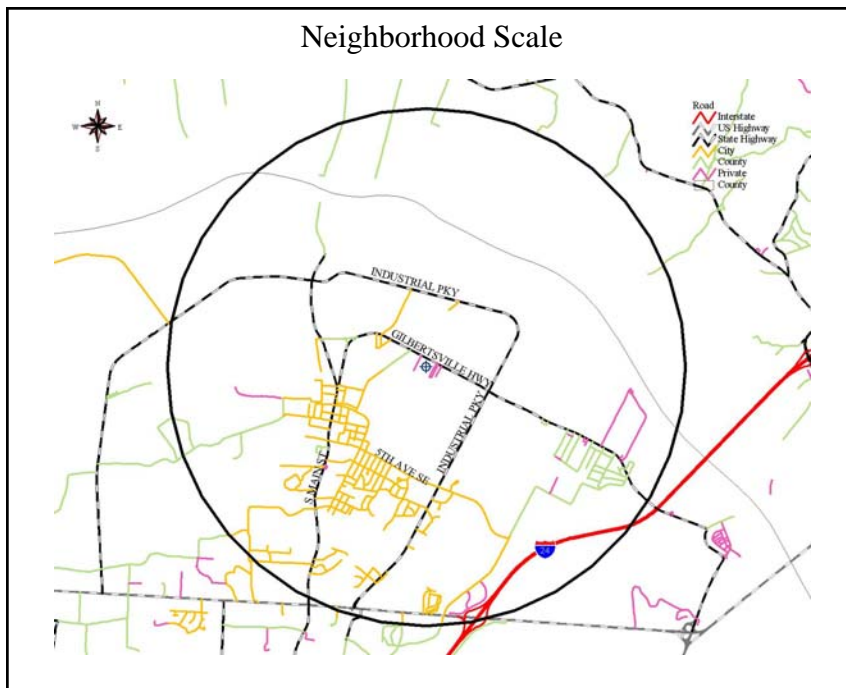 Neighborhood Scale
N
W E
S
Road
Interstate
US Highway
State Highway
City
County
Private
County
INDUSTRIAL PKY
GILBERTSVILLE HWY
INDUSTRIAL PKY
5TH AVE SE
S MAIN ST
24